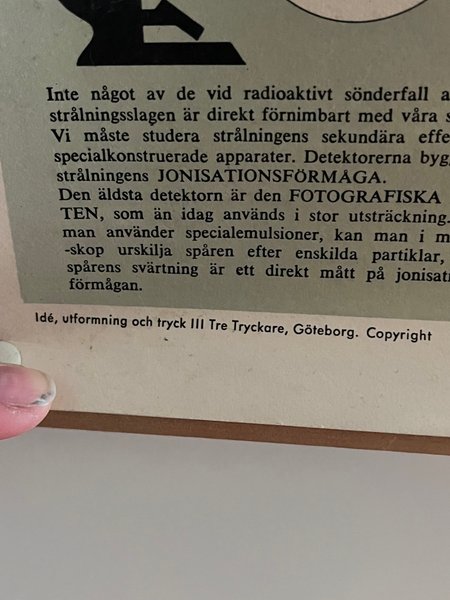 Inte något av de vid radioaktivt sönderfall a
strålningsslagen är direkt förnimbart med våra s
Vi måste studera strålningens sekundära effe
specialkonstruerade apparater. Detektorerna byg
strålningens JONISATIONSFÖRMÅGA.
Den äldsta detektorn är den FOTOGRAFISKA
TEN, som än idag används i stor utsträckning.
man använder specialemulsioner, kan man i m
-skop urskilja spåren efter enskilda partiklar,
spårens svärtning är ett direkt mått på jonisat
förmågan.
Idé, utformning och tryck III Tre Tryckare, Göteborg. Copyright